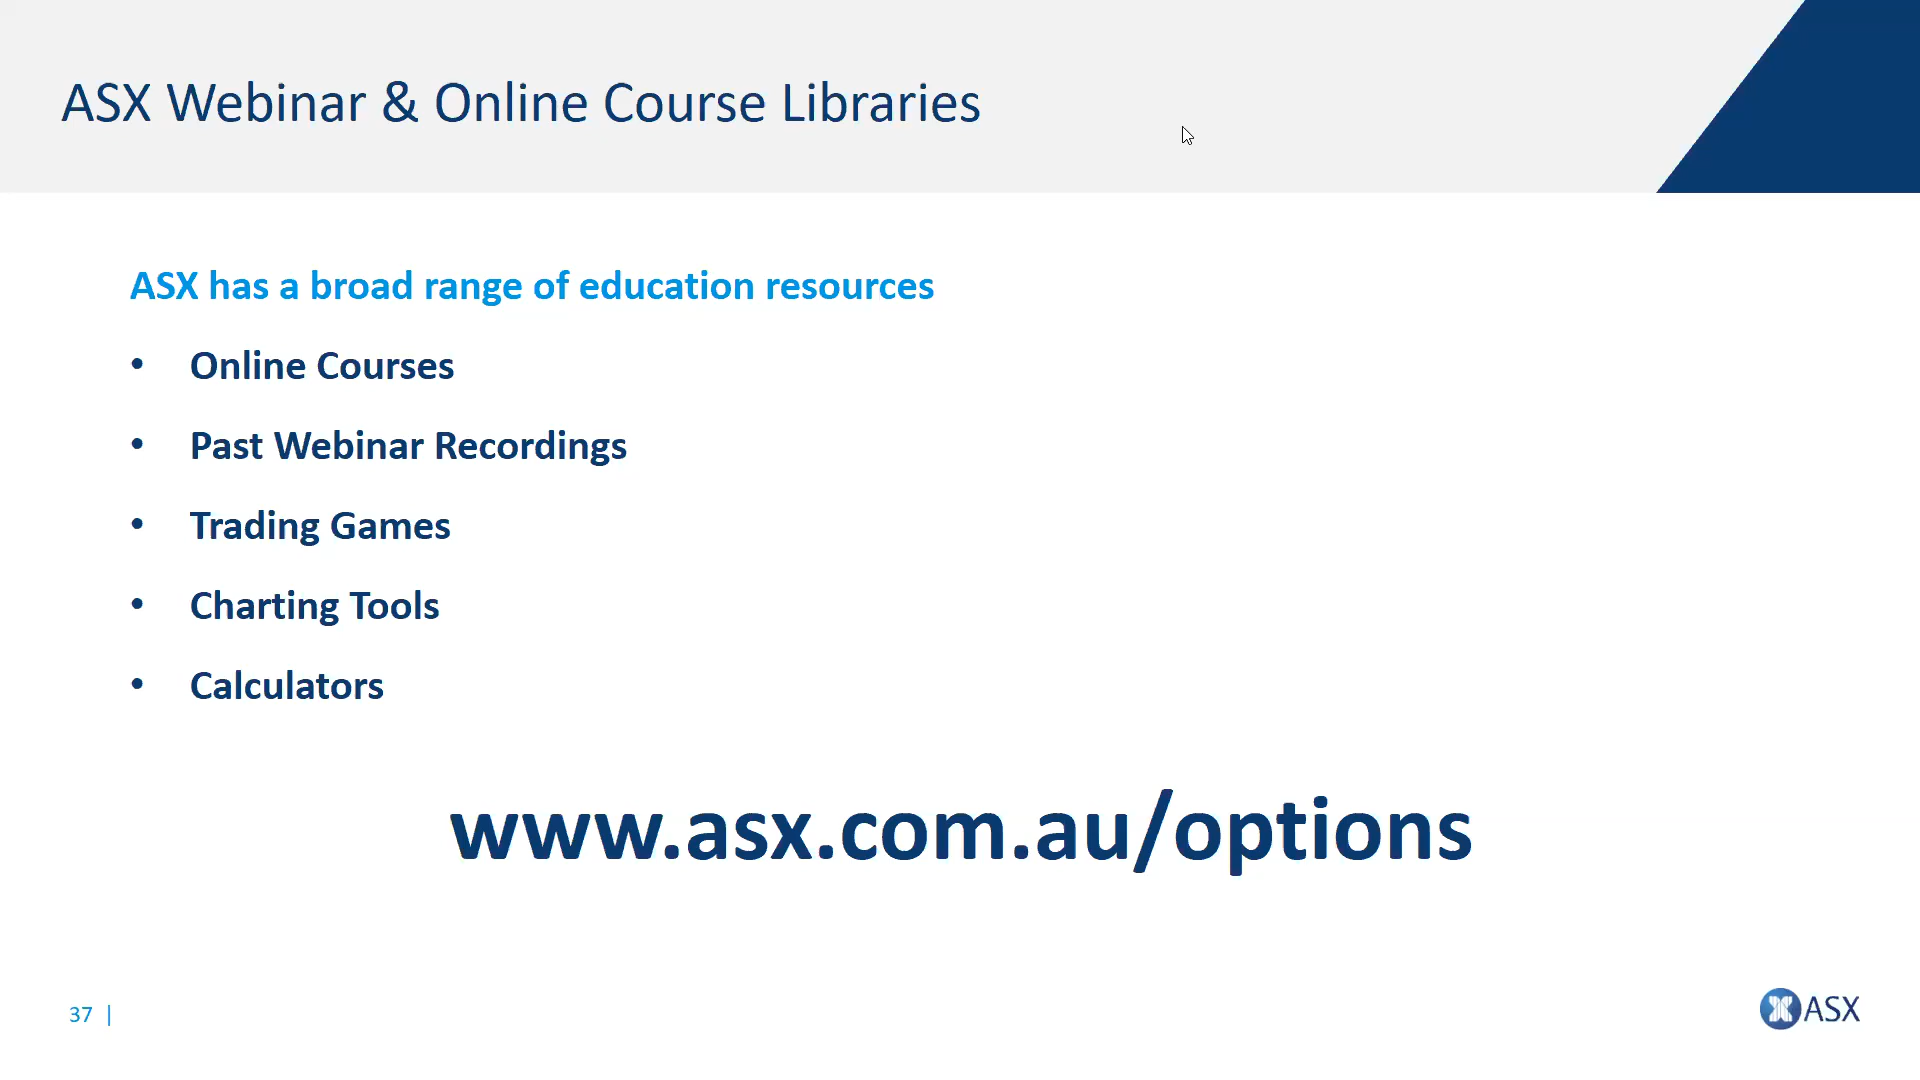 ASX Webinar & Online Course Libraries
ASX has a broad range of education resources
• Online Courses
• Past Webinar Recordings
• Trading Games
• Charting Tools
• Calculators
www.asx.com.au/options
37 |
ASX